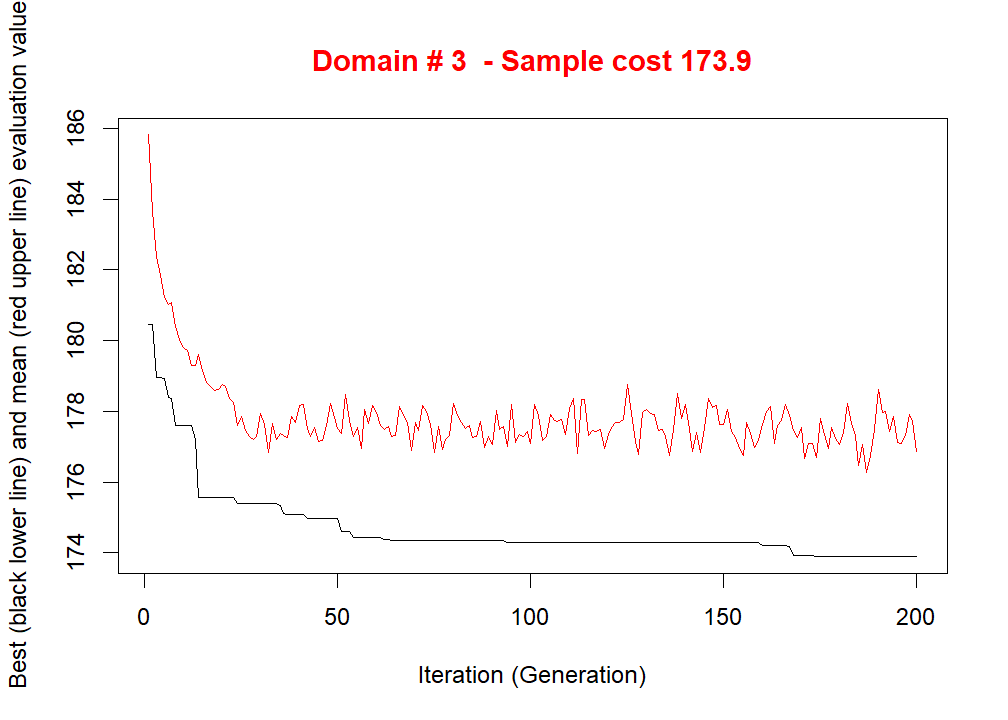 Domain # 3  - Sample cost 173.9
Best (black lower line) and mean (red upper line) evaluation value
186
184
182
180
178
176
174
0 50 100 150 200
Iteration (Generation)